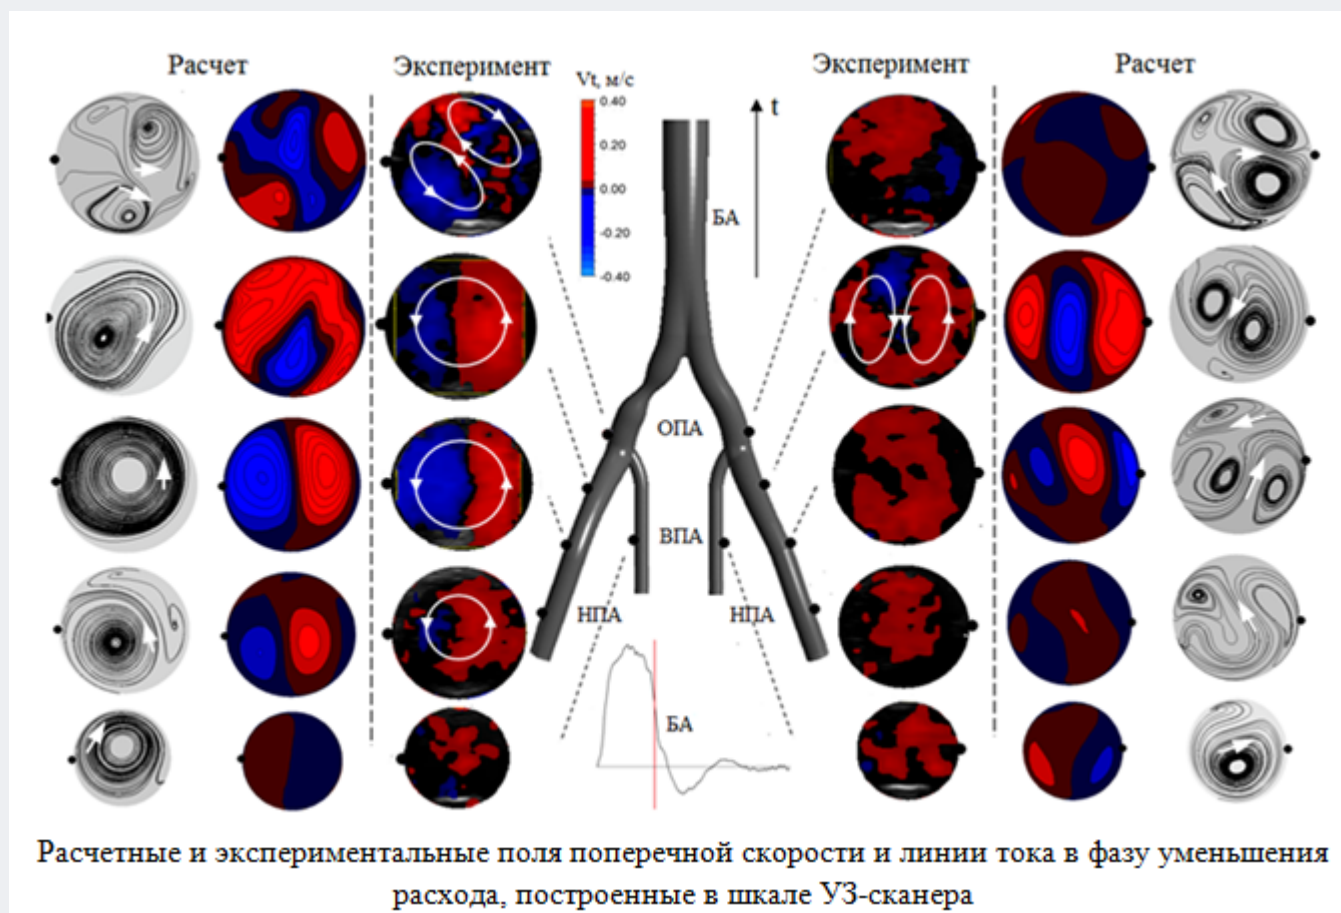 Расчет
Эксперимент
Vt, м/с
0.40
0.20
0.00
-0.20
-0.40
t
Эксперимент
Расчет
БА
ОПА
ВПА
НПА
НПА
БА
Расчетные и экспериментальные поля поперечной скорости и линии тока в фазу уменьшения
расхода, построенные в шкале УЗ-сканера